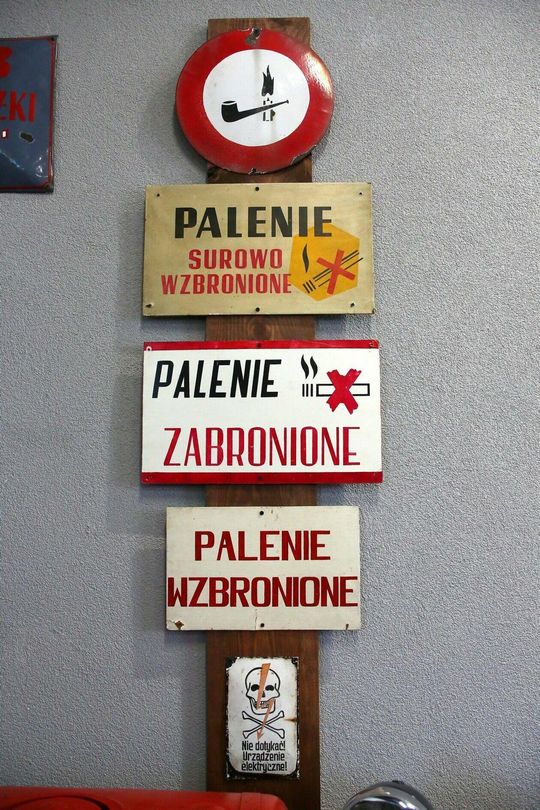 PALENIE
SUROWO
WZBRONIONE
PALENIE
ZABRONIONE
PALENIE
WZBRONIONE
Nie dotykać!
Urządzenie
elektryczne!